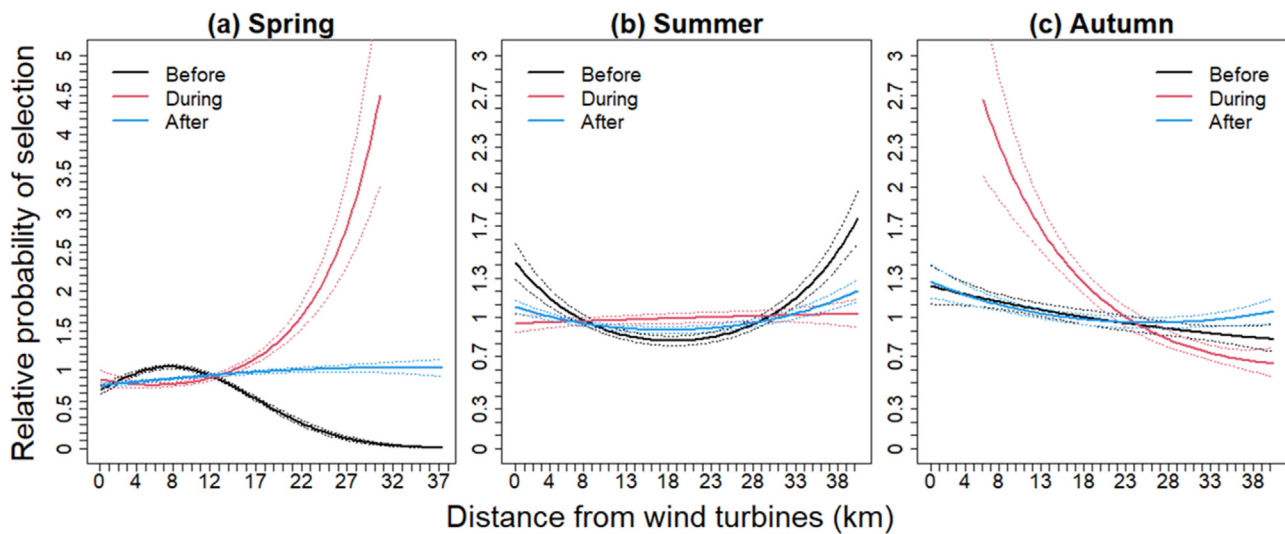 (a) Spring
(b) Summer
(c) Autumn
Relative probability of selection
5
4.5
4
3.5
3
2.5
2
1.5
1
0.5
0
Before
During
After
0 4 8 12 17 22 27 32 37
3
2.7
2.3
2
1.7
1.3
1
0.7
0.3
0
Before
During
After
0 4 8 13 18 23 28 33 38
3
2.7
2.3
2
1.7
1.3
1
0.7
0.3
0
Before
During
After
0 4 8 13 18 23 28 33 38
Distance from wind turbines (km)